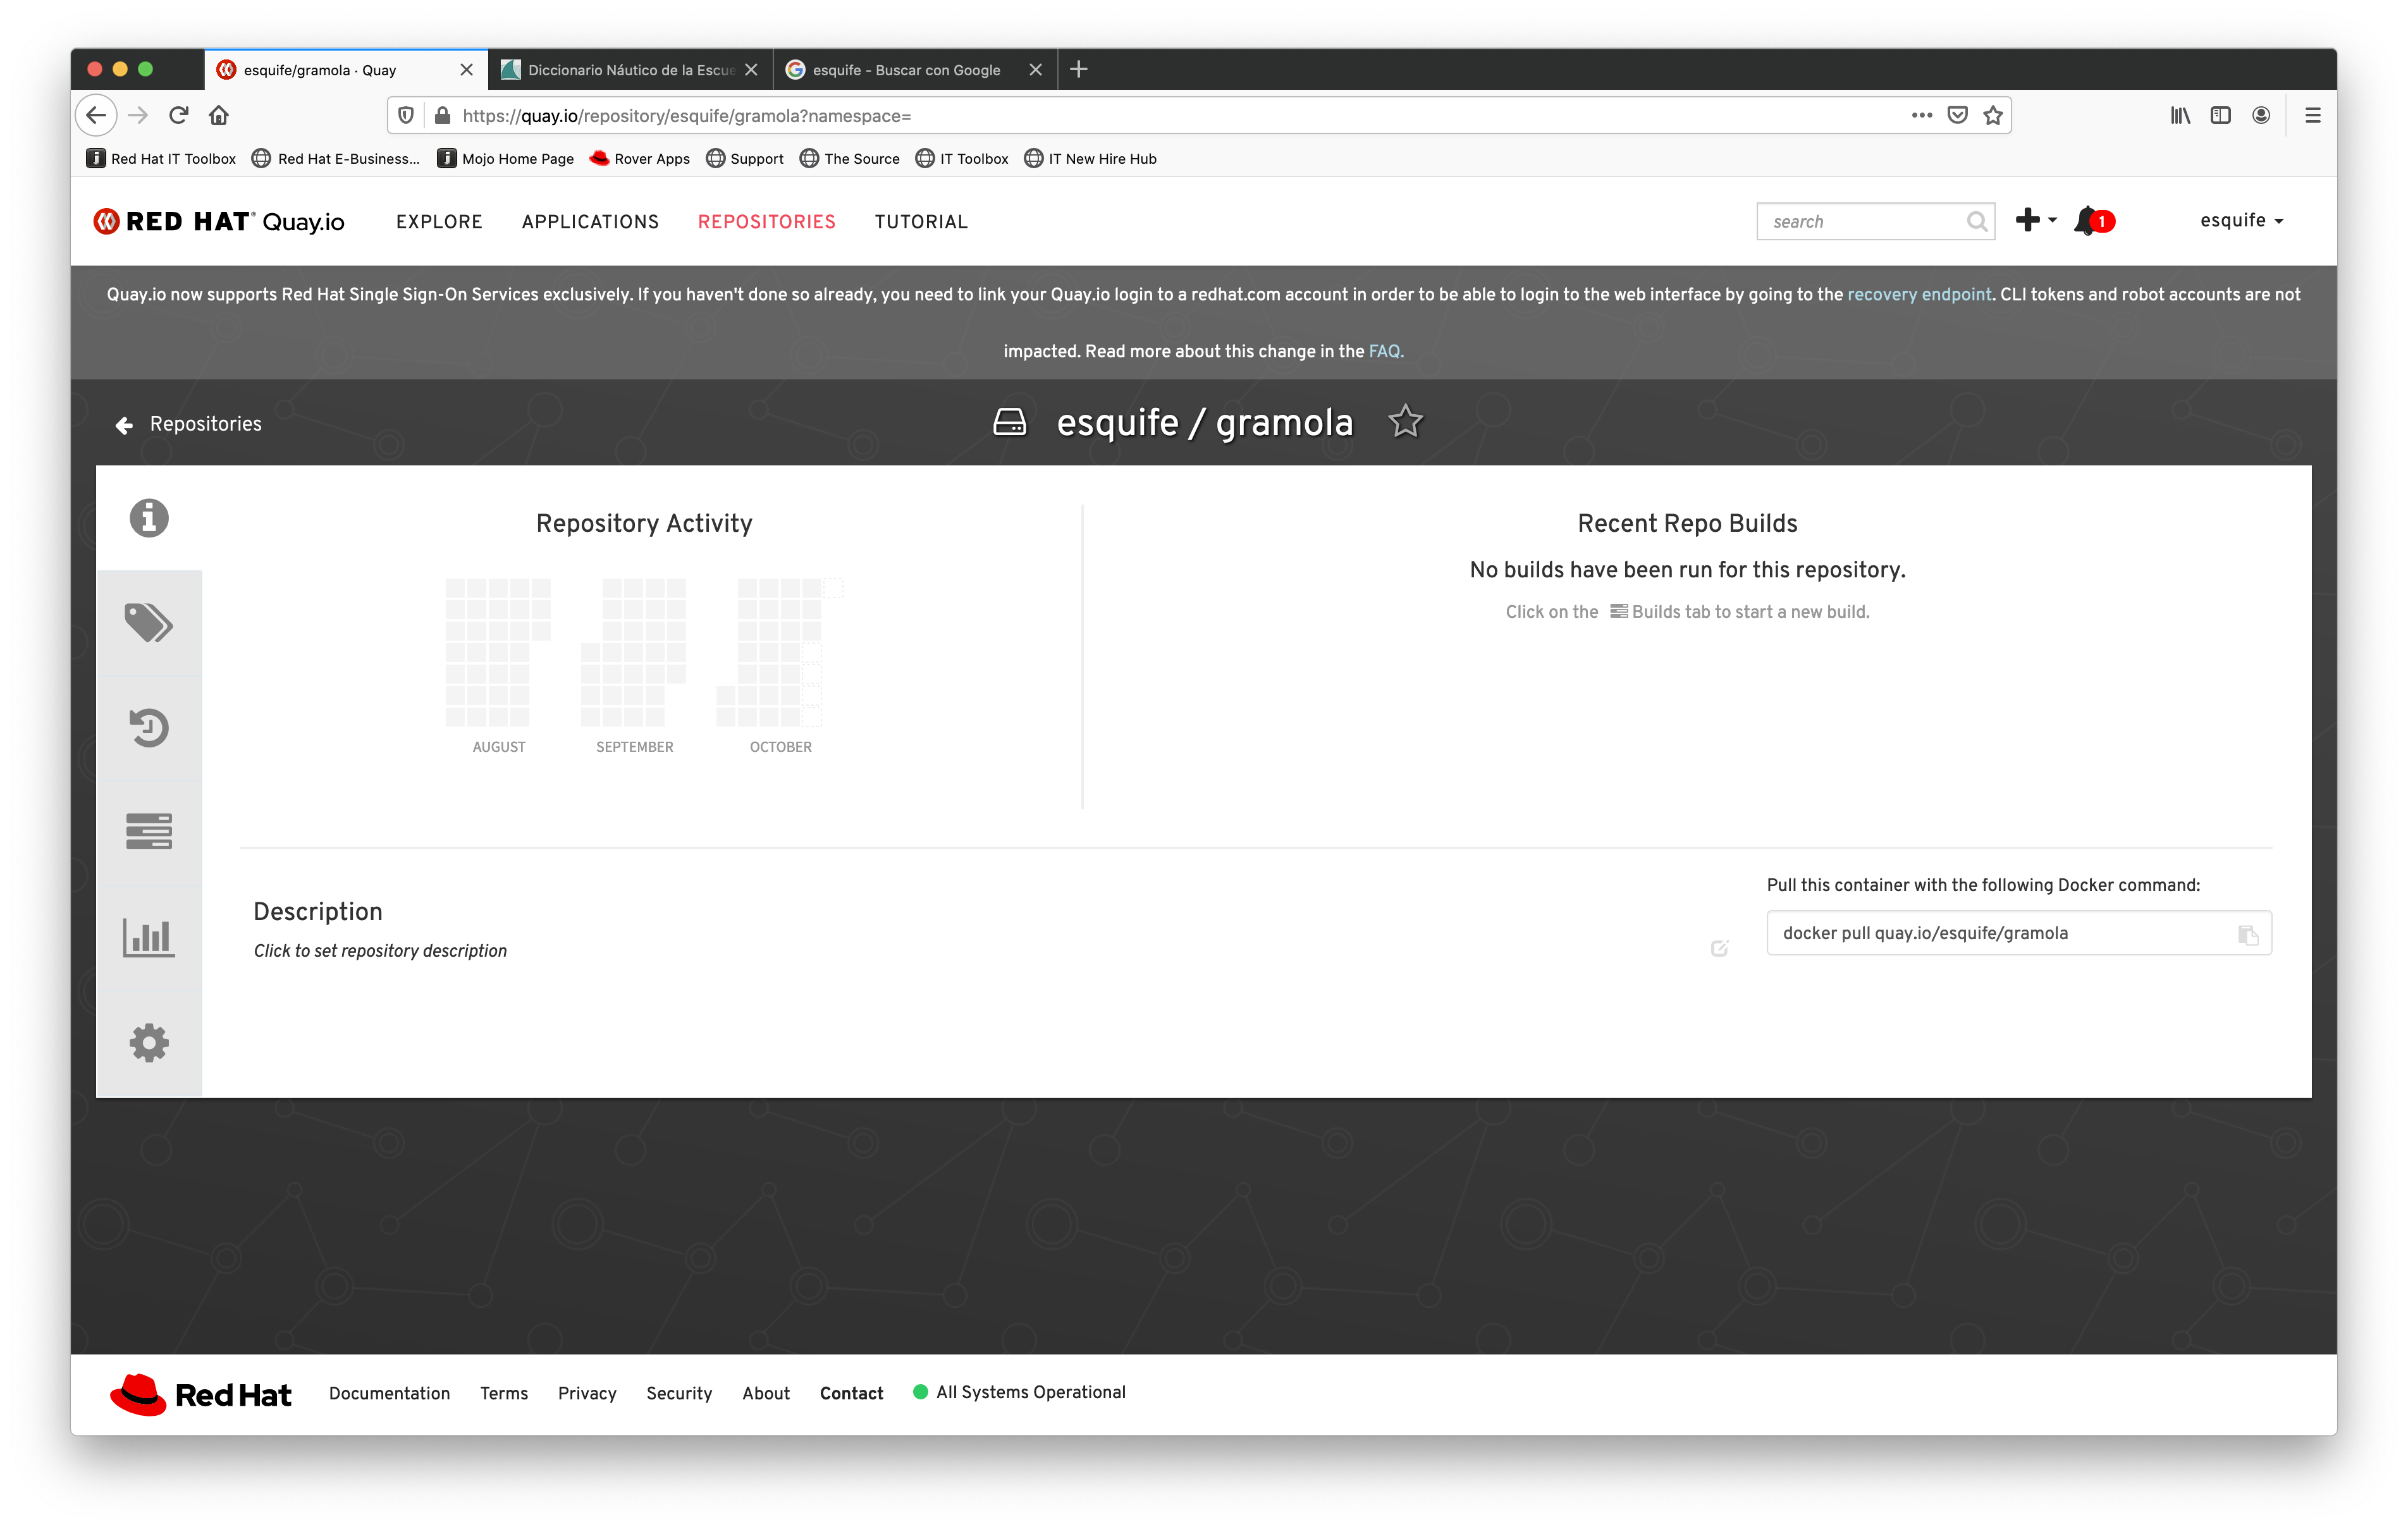 esquife/gramola · Quay
Diccionario Náutico de la Escue
esquife - Buscar con Google
https://quay.io/repository/esquife/gramola?namespace=
Red Hat IT Toolbox
Red Hat E-Business...
Mojo Home Page
Rover Apps
Support
The Source
IT Toolbox
IT New Hire Hub
RED HAT® Quay.io
EXPLORE
APPLICATIONS
REPOSITORIES
TUTORIAL
search
1
esquife
Quay.io now supports Red Hat Single Sign-On Services exclusively. If you haven't done so already, you need to link your Quay.io login to a redhat.com account in order to be able to login to the web interface by going to the recovery endpoint. CLI tokens and robot accounts are not
impacted. Read more about this change in the FAQ.
Repositories
esquife / gramola
Repository Activity
AUGUST
SEPTEMBER
OCTOBER
Recent Repo Builds
No builds have been run for this repository.
Click on the Builds tab to start a new build.
Description
Click to set repository description
Pull this container with the following Docker command:
docker pull quay.io/esquife/gramola
Red Hat
Documentation
Terms
Privacy
Security
About
Contact
All Systems Operational